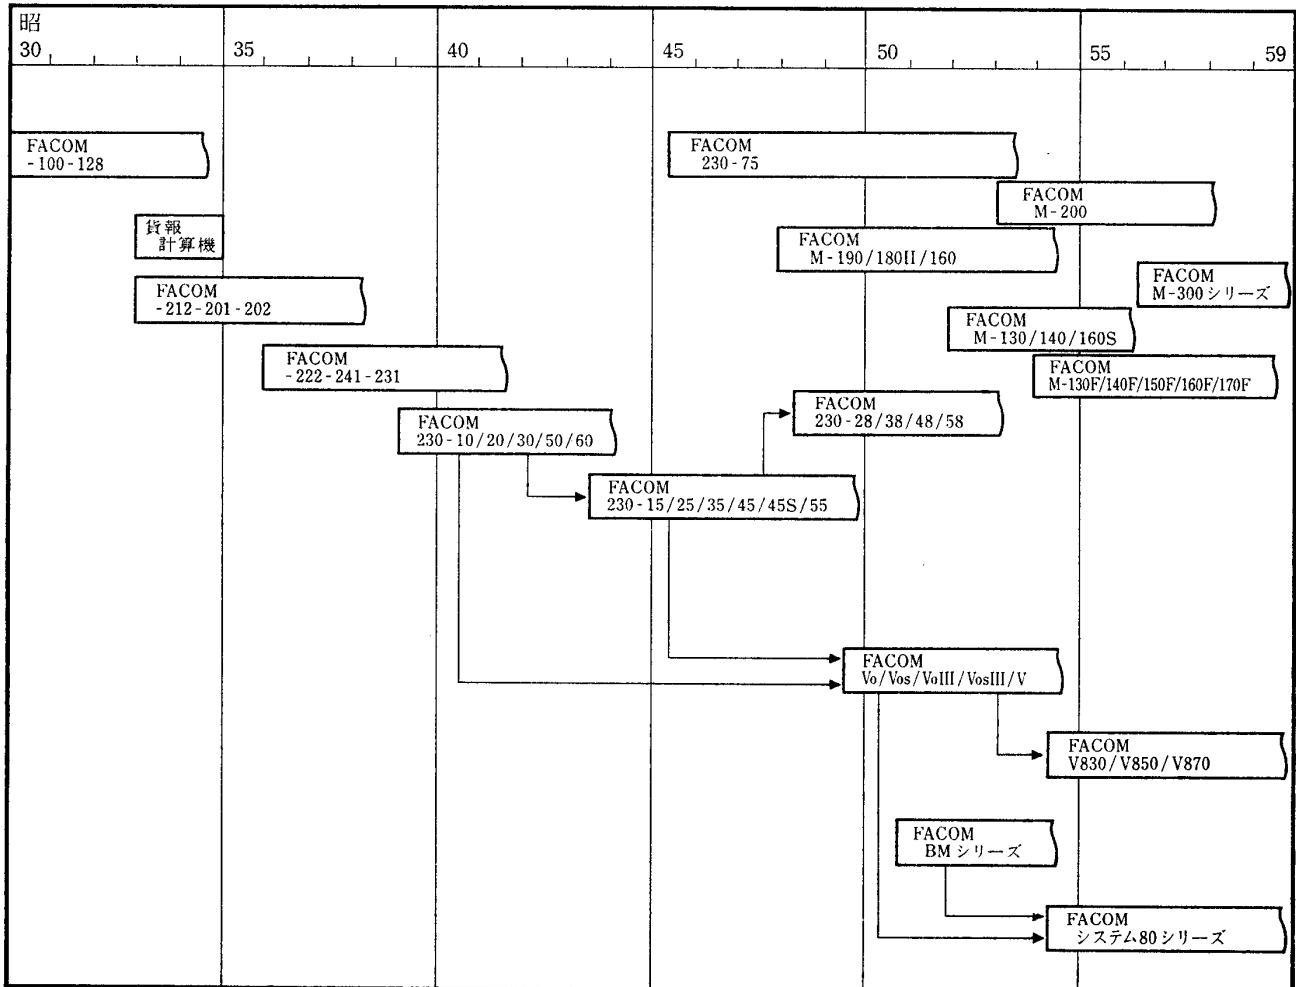 昭
30 35 40 45 50 55 59
FACOM
-100-128
FACOM
230-75
FACOM
M-200
貨報
計算機
FACOM
M-190/180II/160
FACOM
M-300シリーズ
FACOM
-212-201-202
FACOM
M-130/140/160S
FACOM
-222-241-231
FACOM
M-130F/140F/150F/160F/170F
FACOM
230-28/38/48/58
FACOM
230-10/20/30/50/60
FACOM
230-15/25/35/45/45S/55
FACOM
Vo/Vos/VoIII/VosIII/V
FACOM
V830/V850/V870
FACOM
BMシリーズ
FACOM
システム80シリーズ